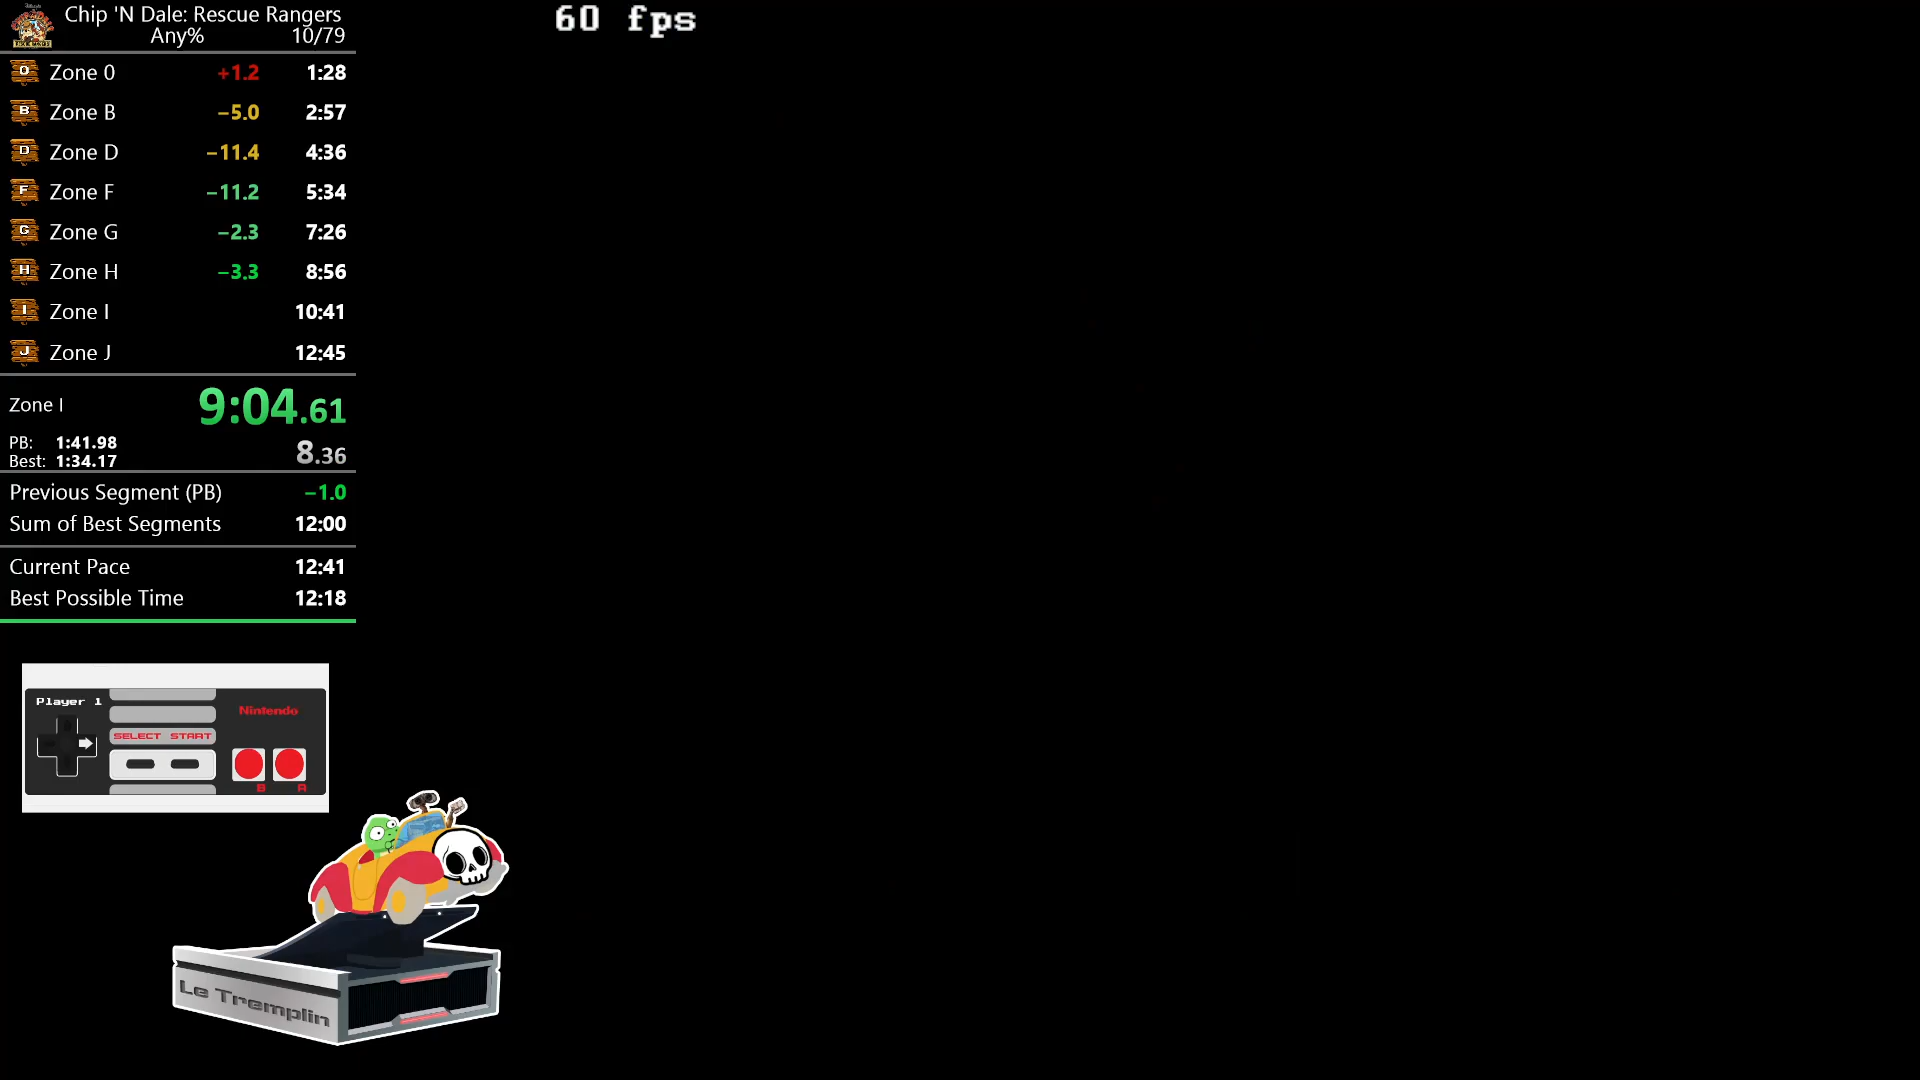 Chip 'N Dale: Rescue Rangers
Any% 10/79
60 fps
O Zone 0 +1.2 1:28
B Zone B −5.0 2:57
D Zone D −11.4 4:36
F Zone F −11.2 5:34
G Zone G −2.3 7:26
H Zone H −3.3 8:56
I Zone I 10:41
J Zone J 12:45
Zone I 9:04.61
PB: 1:41.98
Best: 1:34.17 8.36
Previous Segment (PB) −1.0
Sum of Best Segments 12:00
Current Pace 12:41
Best Possible Time 12:18
Player 1
Nintendo
SELECT START
B A
Le Tremplin